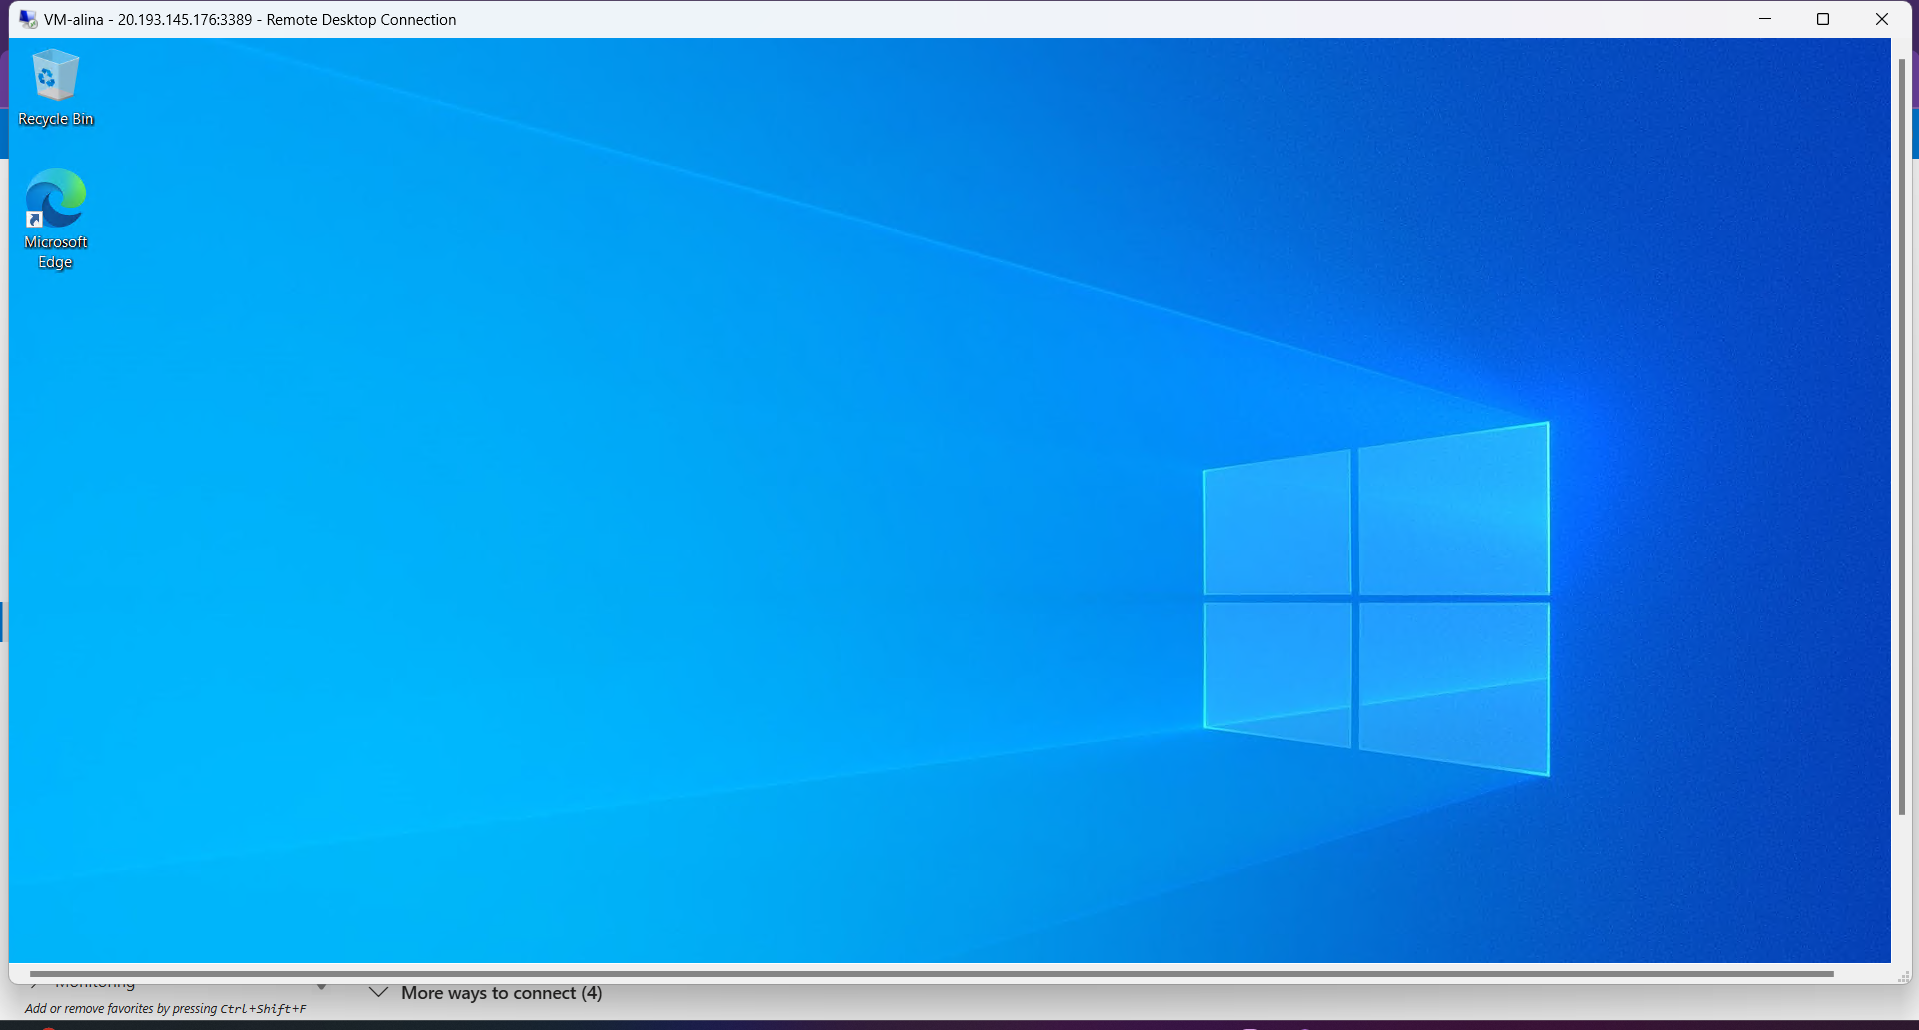 VM-alina - 20.193.145.176:3389 - Remote Desktop Connection
Recycle Bin
Microsoft
Edge
Monitoring
More ways to connect (4)
Add or remove favorites by pressing Ctrl+Shift+F